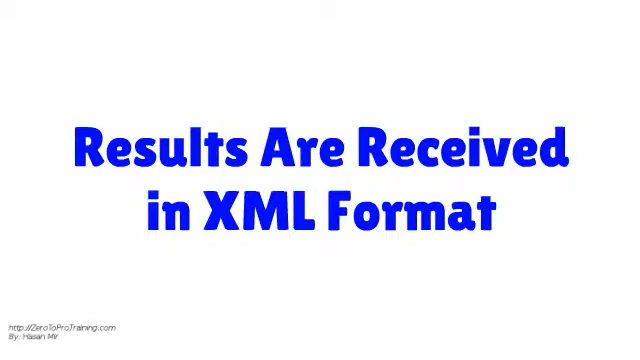 Results Are Received
in XML Format
http://ZeroToProTraining.com
By: Hasan Mir